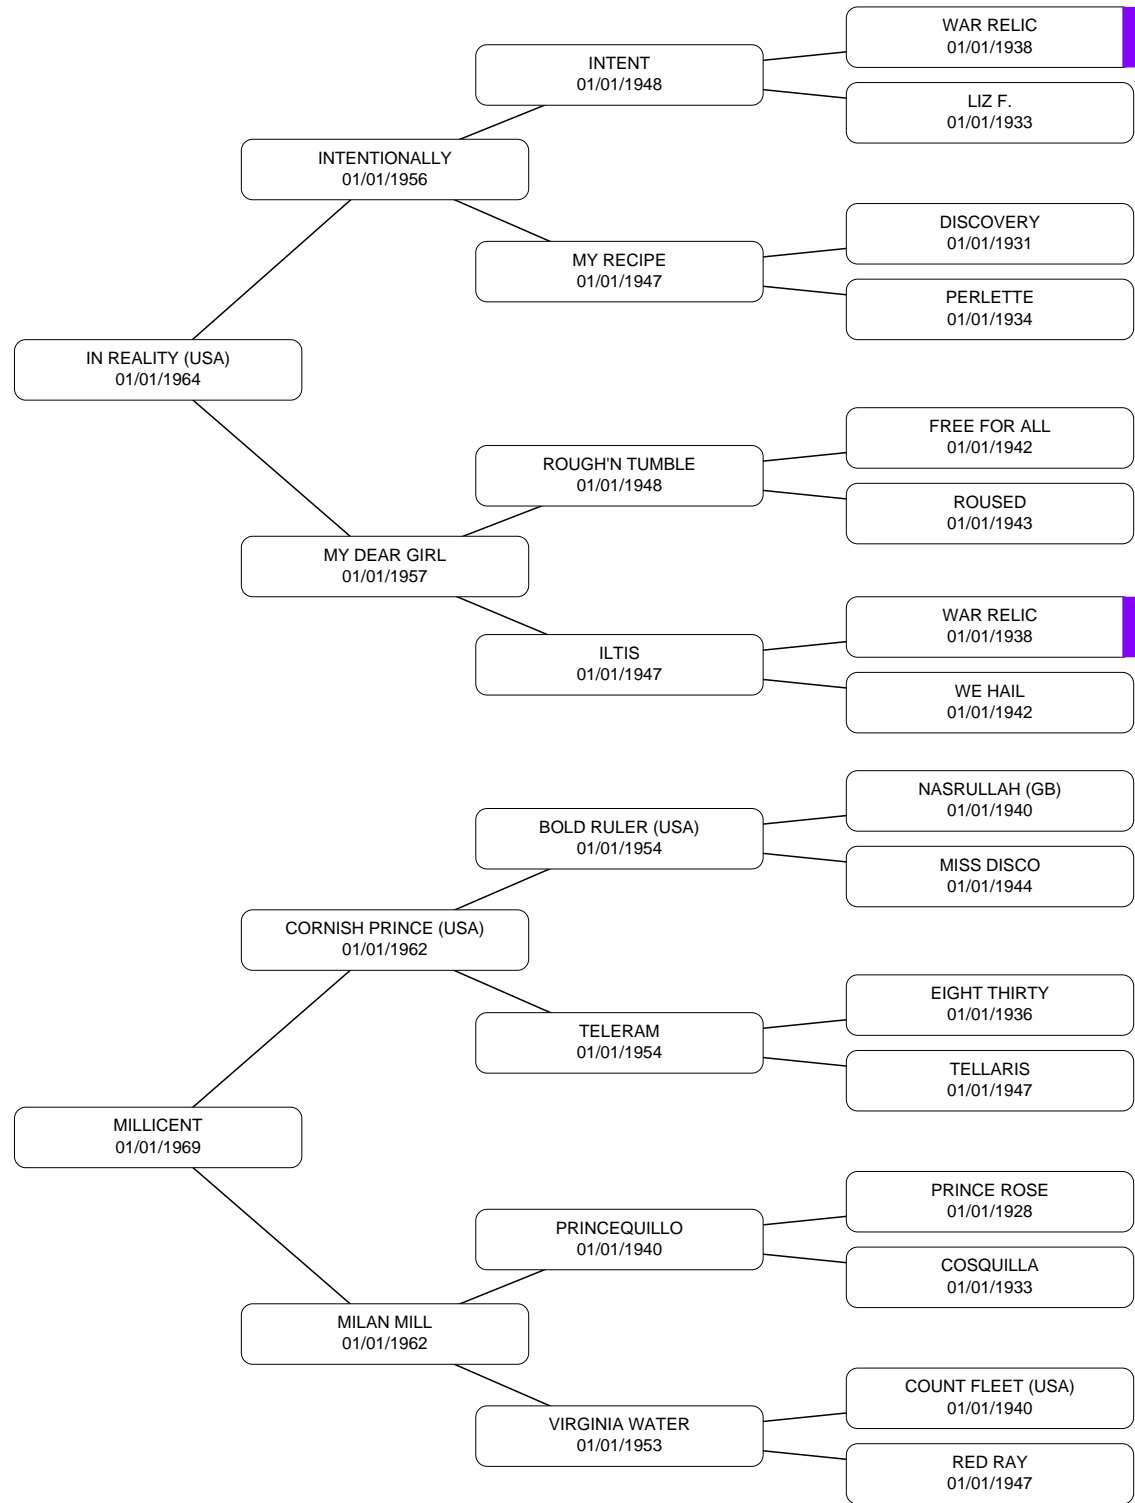 WAR RELIC
01/01/1938
INTENT
01/01/1948
LIZ F.
01/01/1933
INTENTIONALLY
01/01/1956
DISCOVERY
01/01/1931
MY RECIPE
01/01/1947
PERLETTE
01/01/1934
IN REALITY (USA)
01/01/1964
FREE FOR ALL
01/01/1942
ROUGH'N TUMBLE
01/01/1948
ROUSED
01/01/1943
MY DEAR GIRL
01/01/1957
WAR RELIC
01/01/1938
ILTIS
01/01/1947
WE HAIL
01/01/1942
NASRULLAH (GB)
01/01/1940
BOLD RULER (USA)
01/01/1954
MISS DISCO
01/01/1944
CORNISH PRINCE (USA)
01/01/1962
EIGHT THIRTY
01/01/1936
TELERAM
01/01/1954
TELLARIS
01/01/1947
MILLICENT
01/01/1969
PRINCE ROSE
01/01/1928
PRINCEQUILLO
01/01/1940
COSQUILLA
01/01/1933
MILAN MILL
01/01/1962
COUNT FLEET (USA)
01/01/1940
VIRGINIA WATER
01/01/1953
RED RAY
01/01/1947